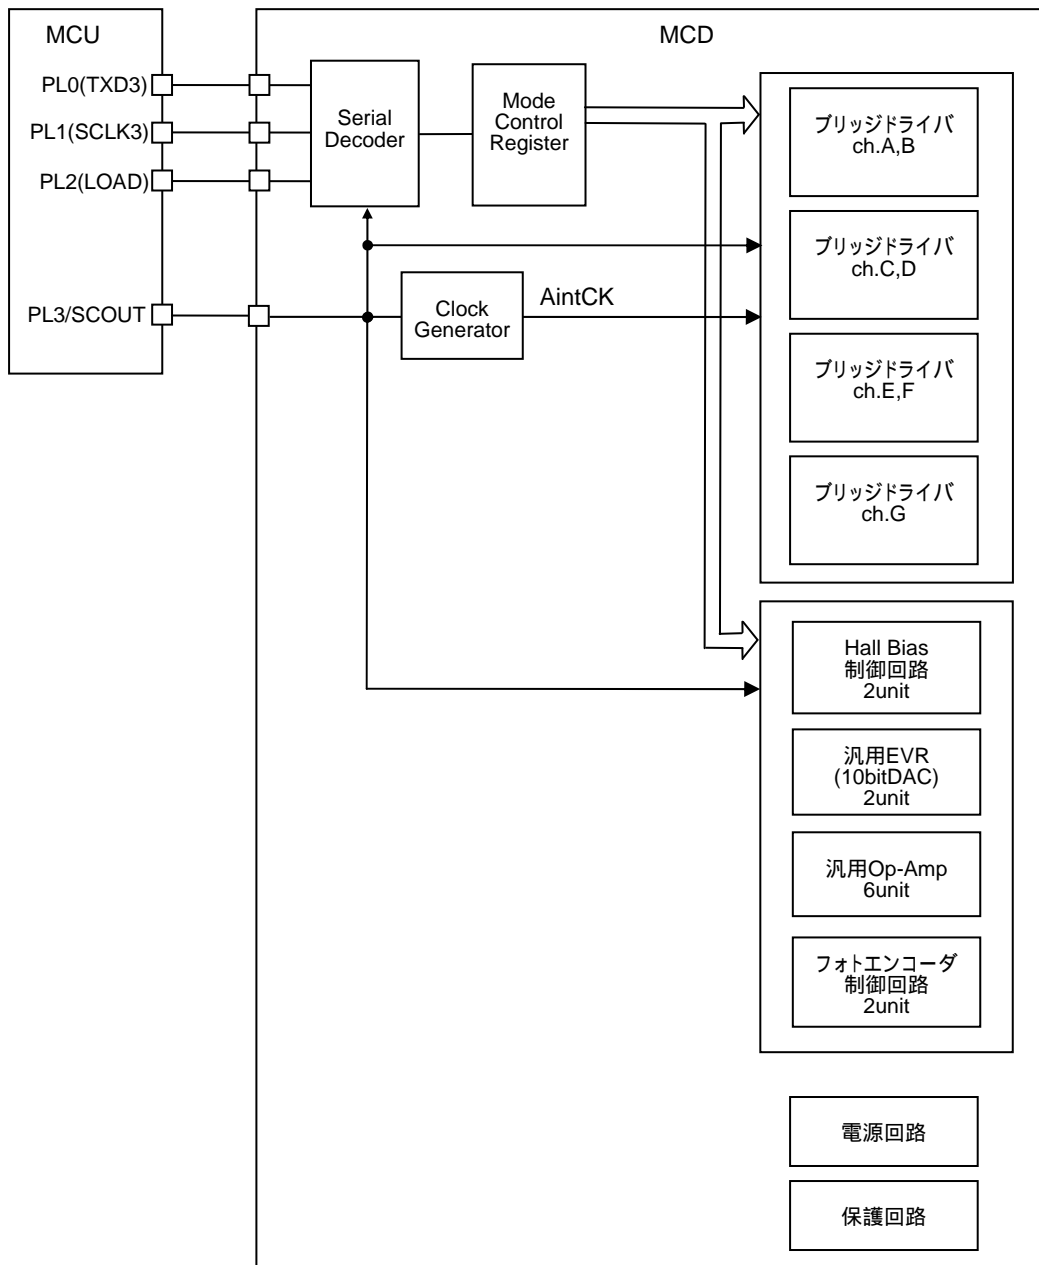 MCU
MCD
PL0(TXD3)
PL1(SCLK3)
PL2(LOAD)
PL3/SCOUT
Serial
Decoder
Mode
Control
Register
Clock
Generator
AintCK
ブリッジドライバ
ch.A,B
ブリッジドライバ
ch.C,D
ブリッジドライバ
ch.E,F
ブリッジドライバ
ch.G
Hall Bias
制御回路
2unit
汎用EVR
(10bitDAC)
2unit
汎用Op-Amp
6unit
フォトエンコーダ
制御回路
2unit
電源回路
保護回路